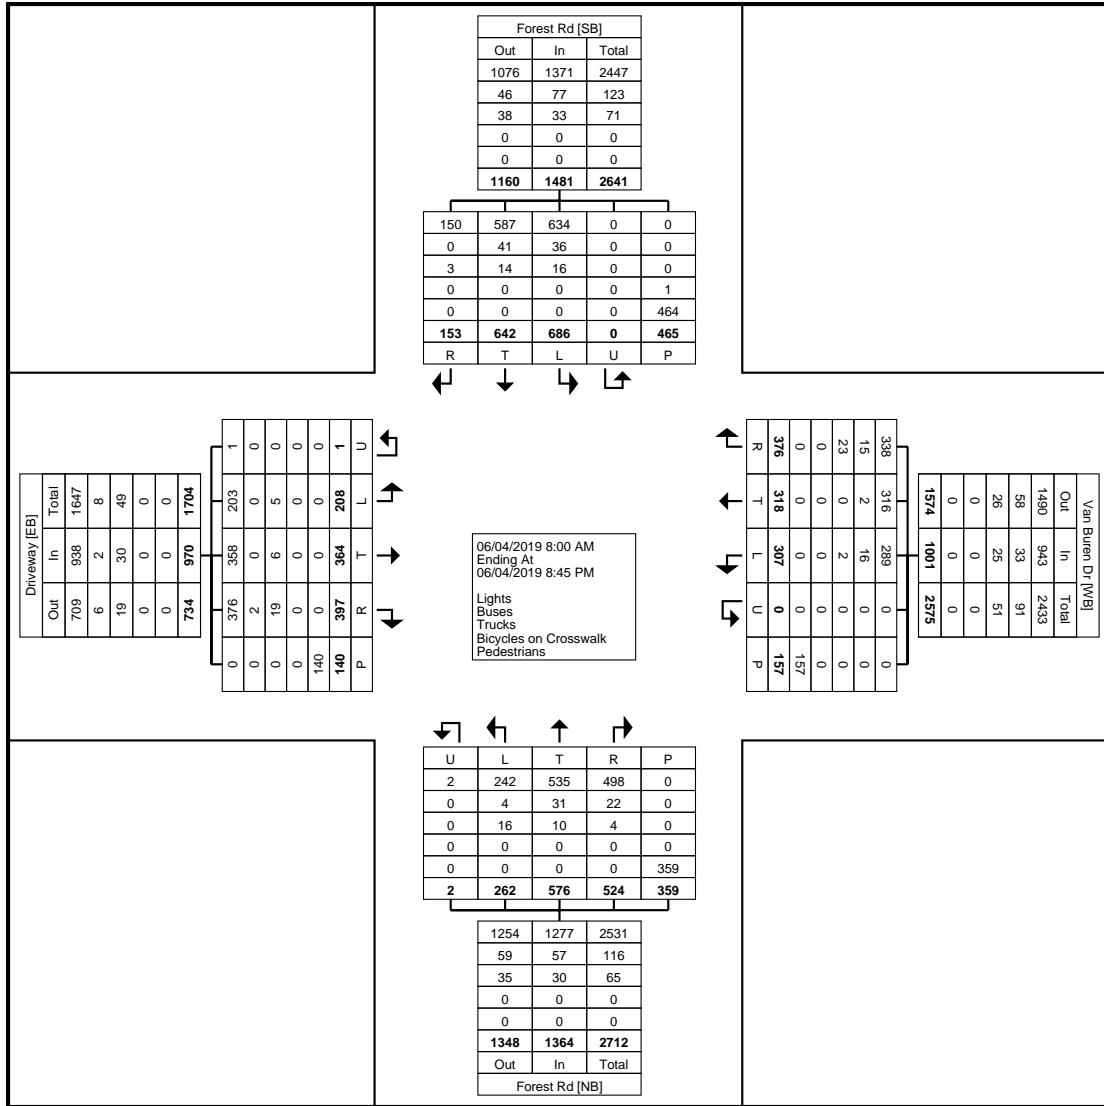 Forest Rd [SB]
Out In Total
1076 1371 2447
46 77 123
38 33 71
0 0 0
0 0 0
1160 1481 2641
150 587 634 0 0
0 41 36 0 0
3 14 16 0 0
0 0 0 0 1
0 0 0 0 464
153 642 686 0 465
R T L U P
Driveway [EB]
Total 1647 8 49 0 0 1704
In 938 2 30 0 0 970
Out 709 6 19 0 0 734
1 0 0 0 0 1 U
203 0 5 0 0 208 L
358 0 6 0 0 364 T
376 2 19 0 0 397 R
0 0 0 0 140 140 P
06/04/2019 8:00 AM
Ending At
06/04/2019 8:45 PM
Lights
Buses
Trucks
Bicycles on Crosswalk
Pedestrians
R 376 0 0 23 15 338
T 318 0 0 0 2 316
L 307 0 0 2 16 289
U 0 0 0 0 0 0
P 157 157 0 0 0 0
Van Buren Dr [WB]
1574 0 0 26 58 1490 Out
1001 0 0 25 33 943 In
2575 0 0 51 91 2433 Total
U L T R P
2 242 535 498 0
0 4 31 22 0
0 16 10 4 0
0 0 0 0 0
0 0 0 0 359
2 262 576 524 359
1254 1277 2531
59 57 116
35 30 65
0 0 0
0 0 0
1348 1364 2712
Out In Total
Forest Rd [NB]